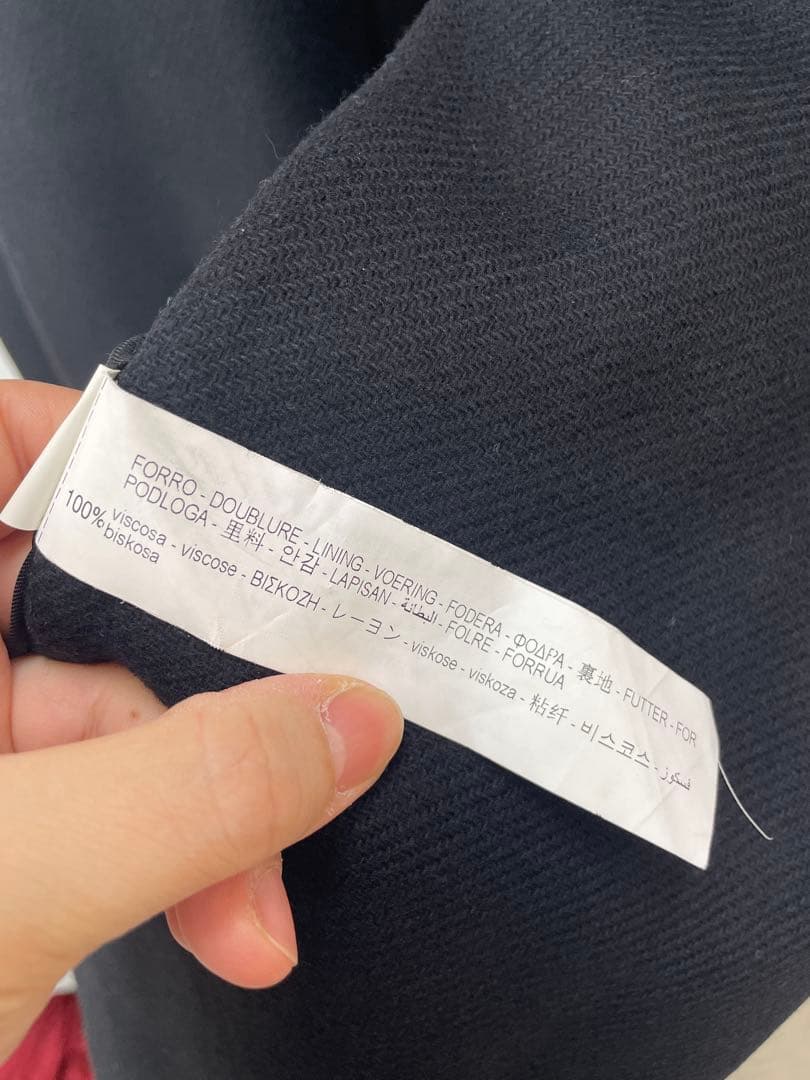 FORRO - DOUBLURE - LINING - VOERING - FODERA - ΦΟΔΡΑ - 裏地 - FUTTER - FOR
PODLOGA - 里料 - 안감 - LAPISAN - البطانة - FOLRE - FORRUA
100% viscosa - viscose - ΒΙΣΚΟΖΗ - レーヨン - viskose - viskoza - 粘纤 - 비스코스 - فسكوز
biskosa